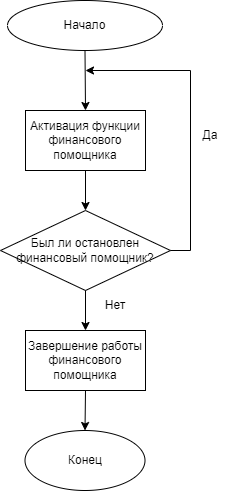 Начало
Активация функции
финансового
помощника
Да
Был ли остановлен
финансовый помощник?
Нет
Завершение работы
финансового
помощника
Конец